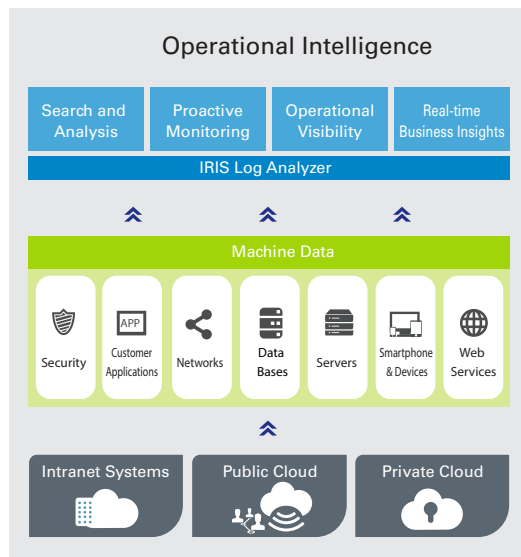 Operational Intelligence
Search and
Analysis
Proactive
Monitoring
Operational
Visibility
Real-time
Business Insights
IRIS Log Analyzer
Machine Data
Security
APP
Customer
Applications
Networks
Data
Bases
Servers
Smartphone
& Devices
Web
Services
Intranet Systems
Public Cloud
Private Cloud